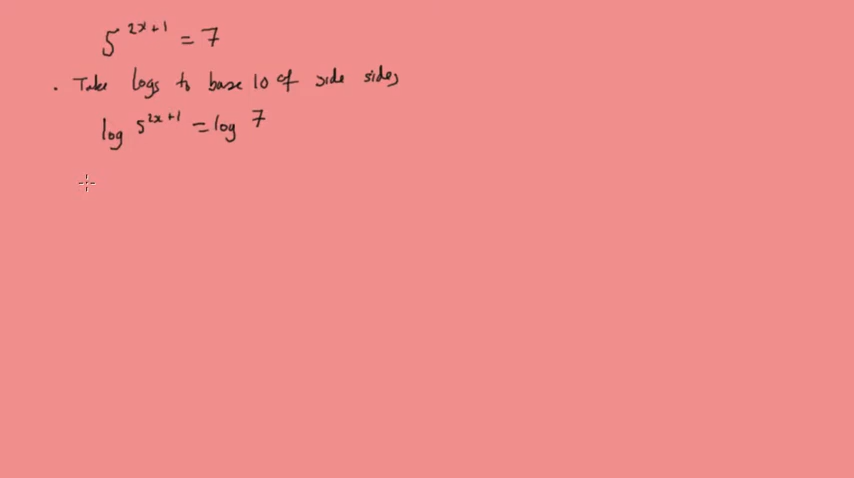 5^{2x+1} = 7
. Take logs to base 10 of side sides
log 5^{2x+1} = log 7